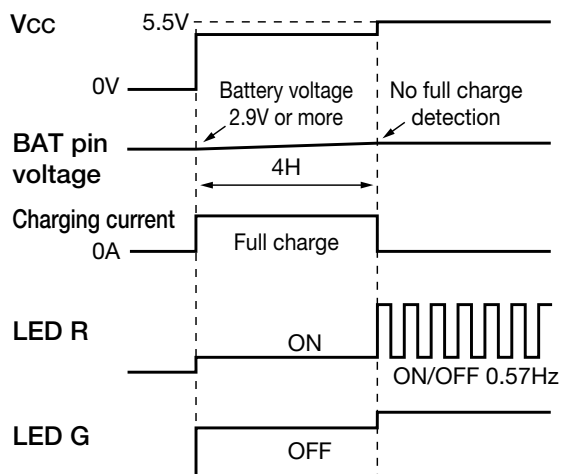 Vcc
5.5V
0V
Battery voltage
2.9V or more
No full charge
detection
BAT pin
voltage
4H
Charging current
0A
Full charge
LED R
ON
ON/OFF 0.57Hz
LED G
OFF